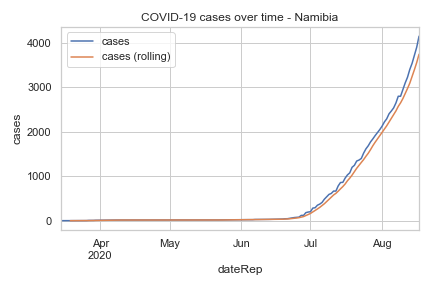 COVID-19 cases over time - Namibia
cases
cases (rolling)
4000
3000
2000
1000
0
cases
Apr
2020
May
Jun
Jul
Aug
dateRep